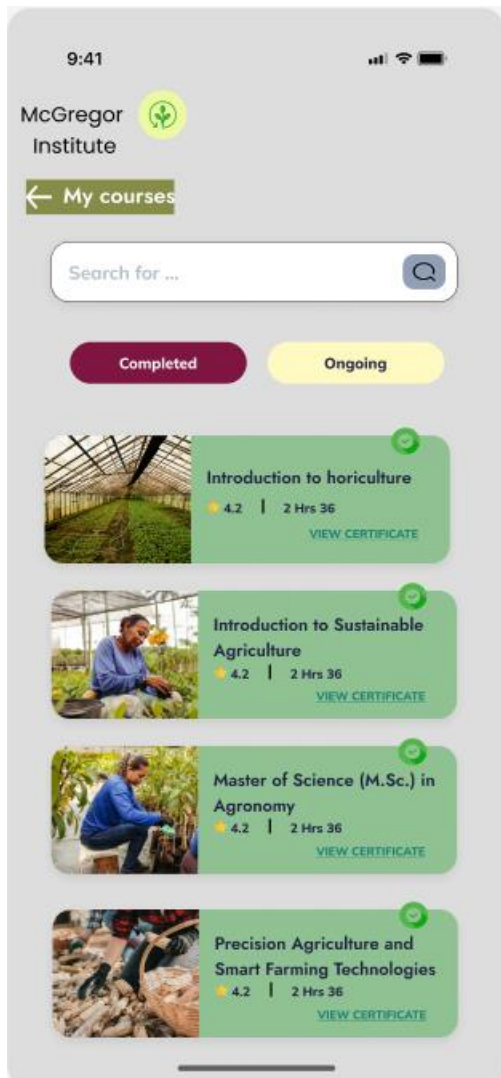 9:41
McGregor
Institute
My courses
Search for ...
Completed
Ongoing
Introduction to horiculture
4.2 | 2 Hrs 36
VIEW CERTIFICATE
Introduction to Sustainable
Agriculture
4.2 | 2 Hrs 36
VIEW CERTIFICATE
Master of Science (M.Sc.) in
Agronomy
4.2 | 2 Hrs 36
VIEW CERTIFICATE
Precision Agriculture and
Smart Farming Technologies
4.2 | 2 Hrs 36
VIEW CERTIFICATE